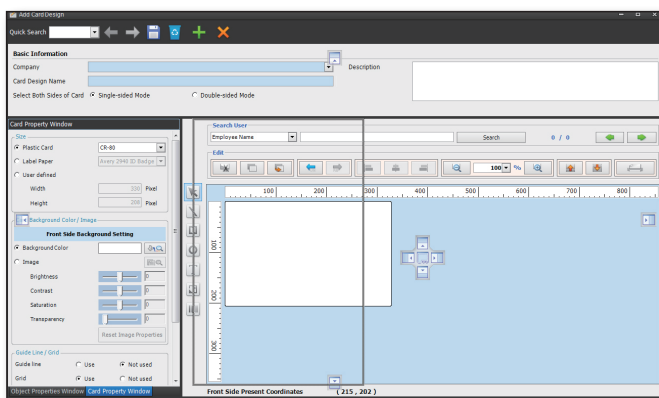 Add Card Design
Quick Search
Basic Information
Company
Description
Card Design Name
Select Both Sides of Card Single-sided Mode Double-sided Mode
Card Property Window
Size
Plastic Card CR-80
Label Paper Avery 2940 ID Badge
User defined
Width Pixel
Height 208 Pixel
Background Color / Image
Front Side Background Setting
Background Color
Image
Brightness 0
Contrast 0
Saturation 0
Transparency 0
Reset Image Properties
Guide Line / Grid
Guide line Use Not used
Grid Use Not used
Object Properties Window Card Property Window
Search User
Employee Name Search 0 / 0
Edit
100 %
100 200 300 400 500 600 700 800
100
200
300
Front Side Present Coordinates ( 215 , 202 )